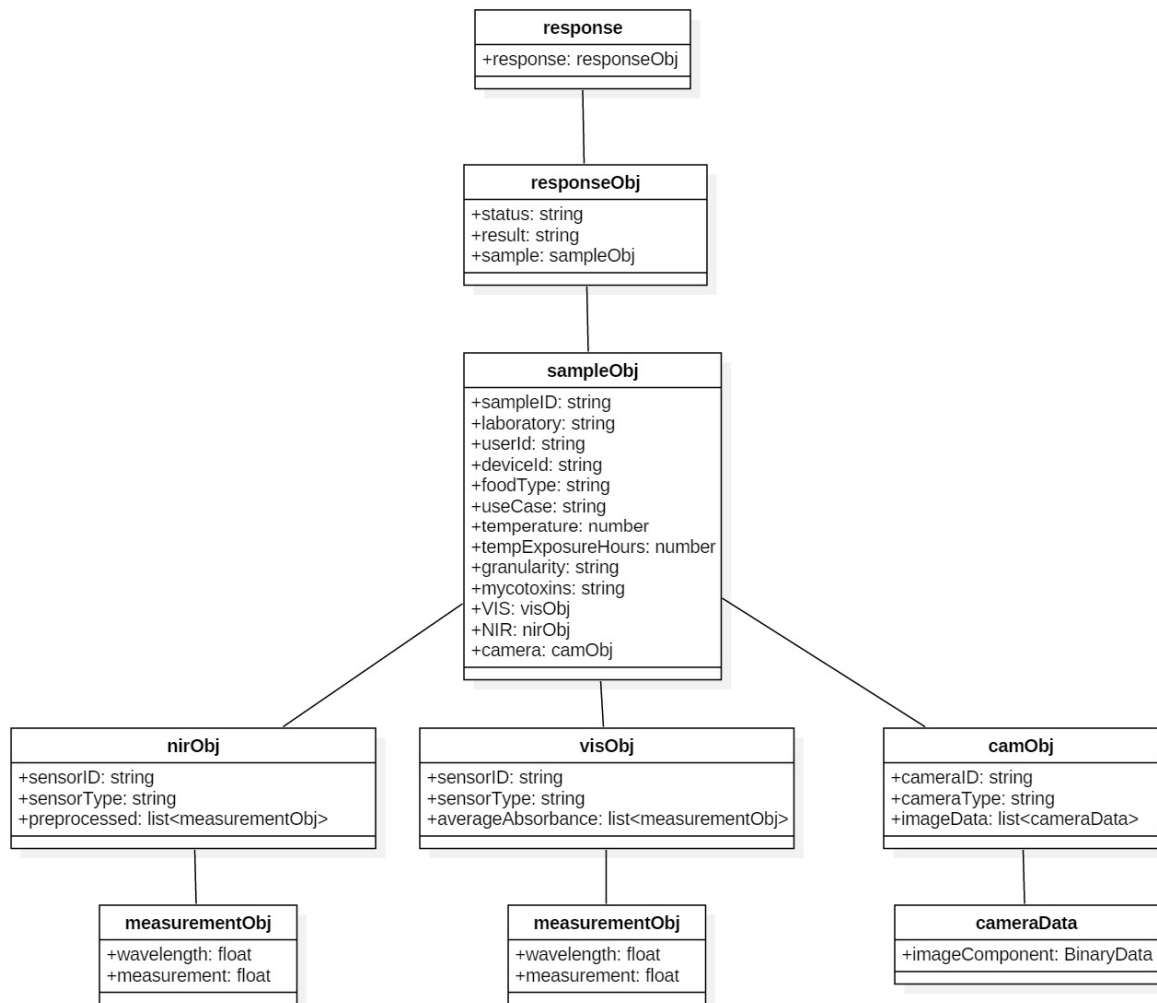 response
+response: responseObj
responseObj
+status: string
+result: string
+sample: sampleObj
sampleObj
+sampleID: string
+laboratory: string
+userId: string
+deviceId: string
+foodType: string
+useCase: string
+temperature: number
+tempExposureHours: number
+granularity: string
+mycotoxins: string
+VIS: visObj
+NIR: nirObj
+camera: camObj
nirObj
+sensorID: string
+sensorType: string
+preprocessed: list<measurementObj>
visObj
+sensorID: string
+sensorType: string
+averageAbsorbance: list<measurementObj>
camObj
+cameraID: string
+cameraType: string
+imageData: list<cameraData>
measurementObj
+wavelength: float
+measurement: float
measurementObj
+wavelength: float
+measurement: float
cameraData
+imageComponent: BinaryData